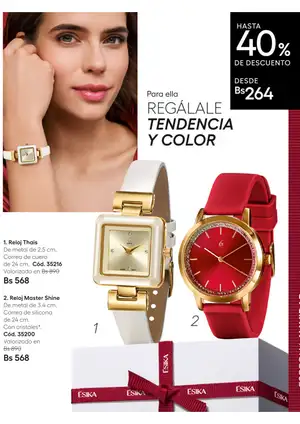 HASTA
40%
DE DESCUENTO
DESDE
Bs264
Para ella
REGÁLALE
TENDENCIA
Y COLOR
1. Reloj Thais
De metal de 2.5 cm.
Correa de cuero
de 24 cm. Cód. 35216
Valorizado en Bs 890
Bs 568
2. Reloj Master Shine
De metal de 3.4 cm.
Correa de silicona
de 24 cm.
Con cristales*.
Cód. 35200
Valorizado en
Bs 890
Bs 568
1
2
ÉSIKA
ÉSIKA
ÉSIKA
ÉSIKA
ÉSIKA